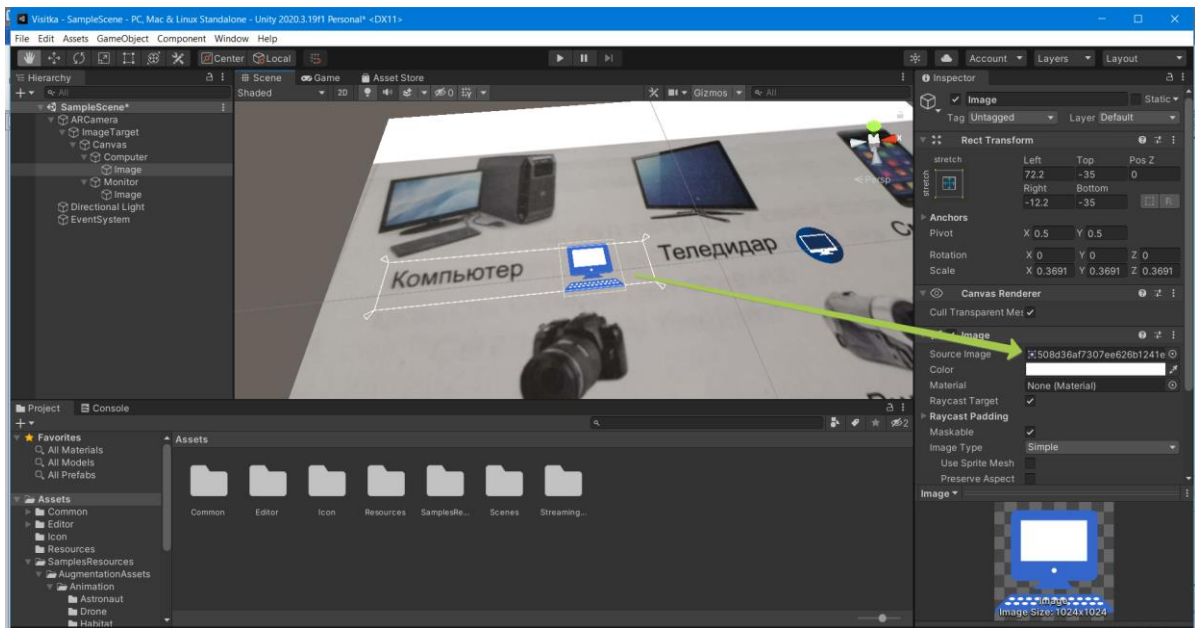 Visitka - SampleScene - PC, Mac & Linux Standalone - Unity 2020.3.19f1 Personal* <DX11>
File Edit Assets GameObject Component Window Help
Center Local Account Layers Layout
Hierarchy
All
SampleScene*
ARCamera
ImageTarget
Canvas
Computer
Image
Monitor
Image
Directional Light
EventSystem
Scene Game Asset Store
Shaded 2D 0 Gizmos All
x
Persp
Компьютер
Теледидар
Inspector
Image Static
Tag Untagged Layer Default
Rect Transform
stretch Left Top Pos Z
stretch 72.2 -35 0
Right Bottom
-12.2 -35 R
Anchors
Pivot X 0.5 Y 0.5
Rotation X 0 Y 0 Z 0
Scale X 0.3691 Y 0.3691 Z 0.3691
Canvas Renderer
Cull Transparent Me
Image
Source Image 508d36af7307ee626b1241e
Color
Material None (Material)
Raycast Target
Raycast Padding
Maskable
Image Type Simple
Use Sprite Mesh
Preserve Aspect
Image
Image
Image Size: 1024x1024
Project Console
2
Favorites
All Materials
All Models
All Prefabs
Assets
Common
Editor
Icon
Resources
SamplesResources
AugmentationAssets
Animation
Astronaut
Drone
Habitat
Assets
Common Editor Icon Resources SamplesRe... Scenes Streaming...